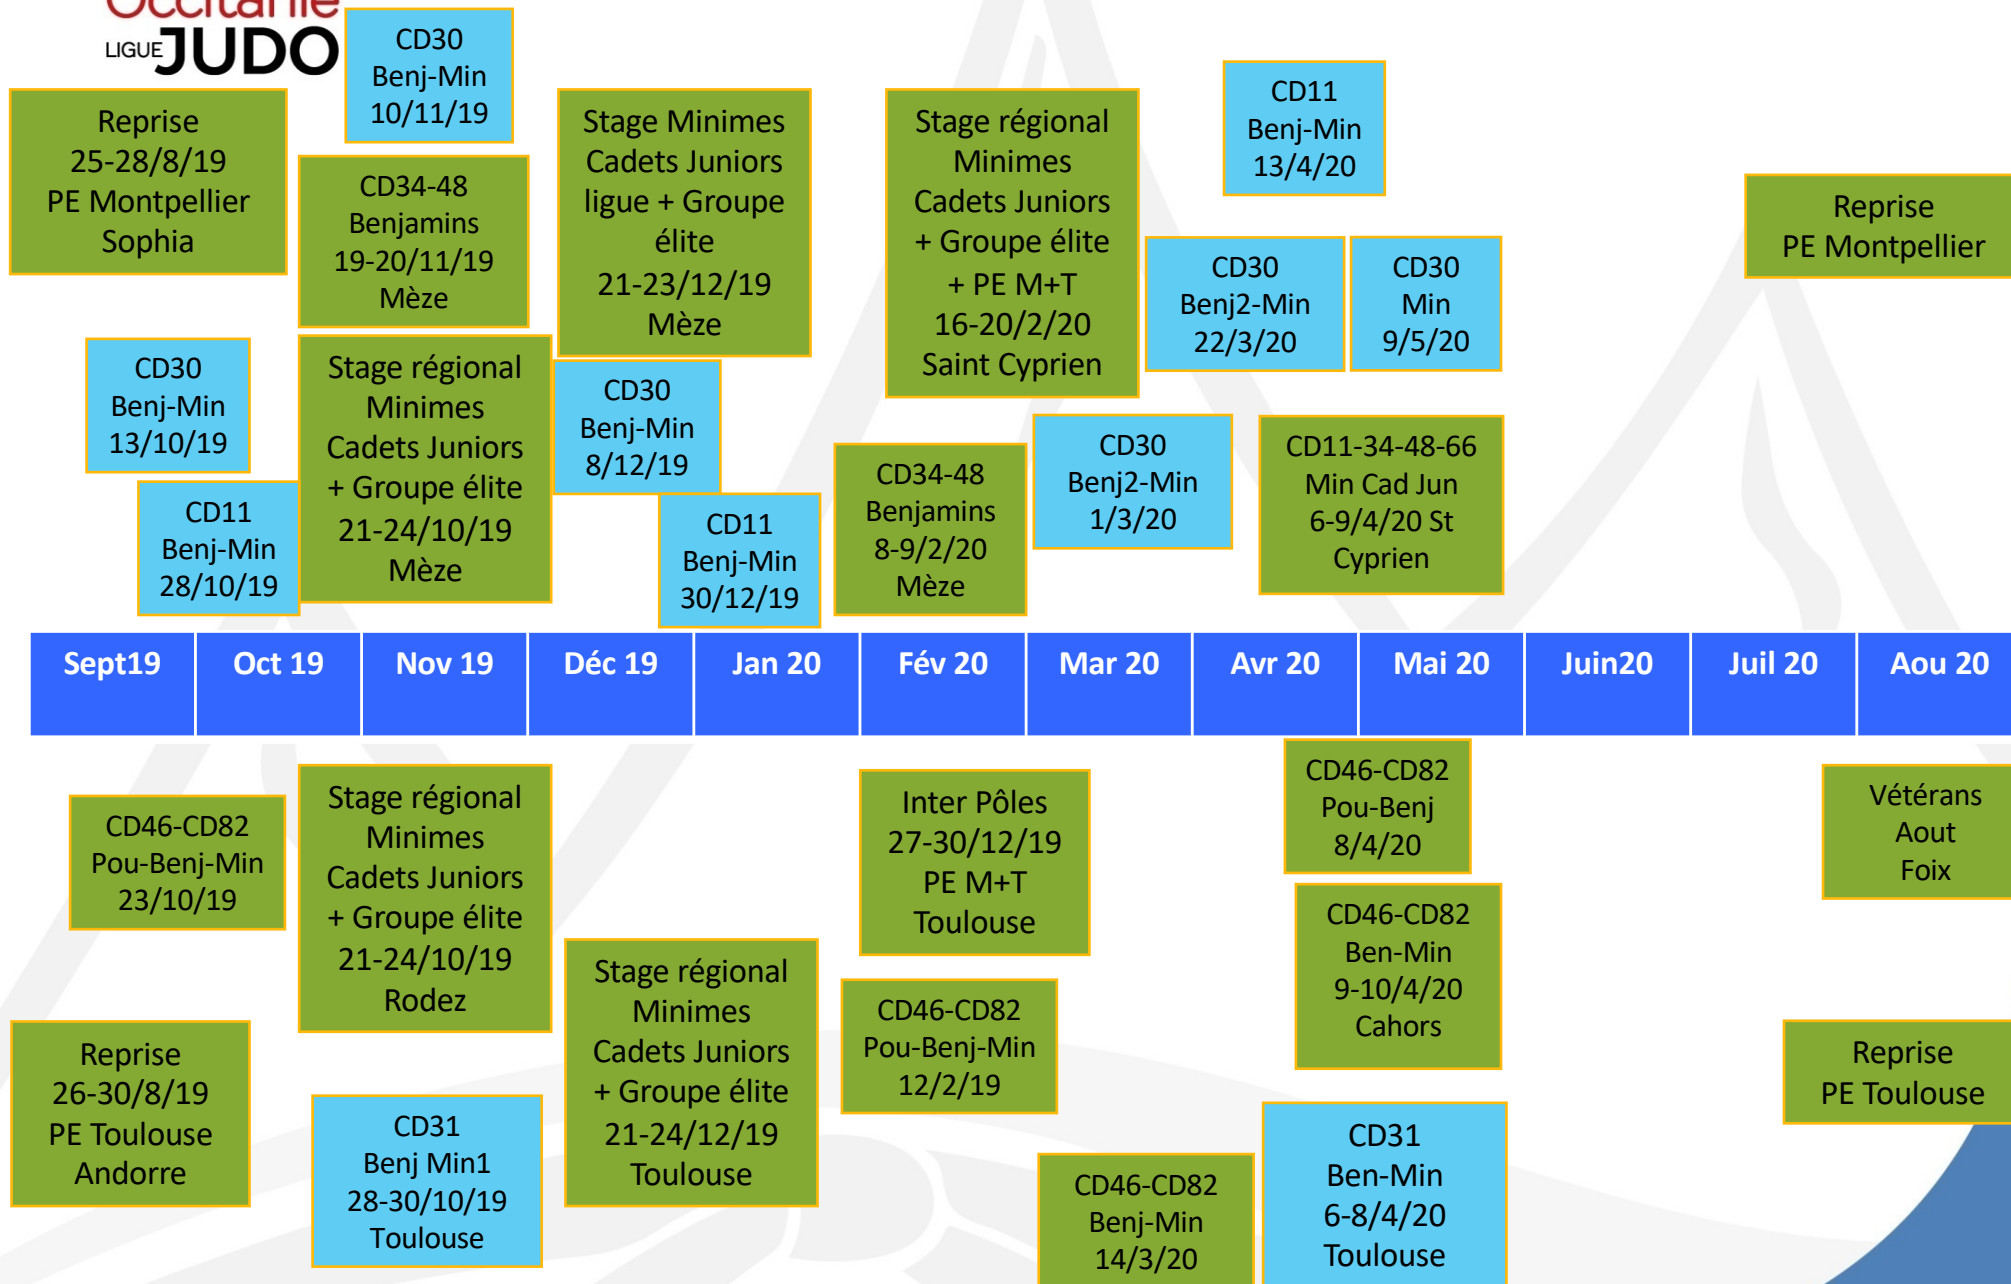 Occitanie
LIGUE JUDO
CD30
Benj-Min
10/11/19
Reprise
25-28/8/19
PE Montpellier
Sophia
CD34-48
Benjamins
19-20/11/19
Mèze
Stage Minimes
Cadets Juniors
ligue + Groupe
élite
21-23/12/19
Mèze
Stage régional
Minimes
Cadets Juniors
+ Groupe élite
+ PE M+T
16-20/2/20
Saint Cyprien
CD11
Benj-Min
13/4/20
Reprise
PE Montpellier
CD30
Benj2-Min
22/3/20
CD30
Min
9/5/20
CD30
Benj-Min
13/10/19
Stage régional
Minimes
Cadets Juniors
+ Groupe élite
21-24/10/19
Mèze
CD30
Benj-Min
8/12/19
CD11
Benj-Min
28/10/19
CD11
Benj-Min
30/12/19
CD34-48
Benjamins
8-9/2/20
Mèze
CD30
Benj2-Min
1/3/20
CD11-34-48-66
Min Cad Jun
6-9/4/20 St
Cyprien
Sept19 Oct 19 Nov 19 Déc 19 Jan 20 Fév 20 Mar 20 Avr 20 Mai 20 Juin20 Juil 20 Aou 20
CD46-CD82
Pou-Benj-Min
23/10/19
Stage régional
Minimes
Cadets Juniors
+ Groupe élite
21-24/10/19
Rodez
Inter Pôles
27-30/12/19
PE M+T
Toulouse
CD46-CD82
Pou-Benj
8/4/20
Vétérans
Aout
Foix
CD46-CD82
Ben-Min
9-10/4/20
Cahors
Stage régional
Minimes
Cadets Juniors
+ Groupe élite
21-24/12/19
Toulouse
CD46-CD82
Pou-Benj-Min
12/2/19
Reprise
26-30/8/19
PE Toulouse
Andorre
Reprise
PE Toulouse
CD31
Benj Min1
28-30/10/19
Toulouse
CD46-CD82
Benj-Min
14/3/20
CD31
Ben-Min
6-8/4/20
Toulouse